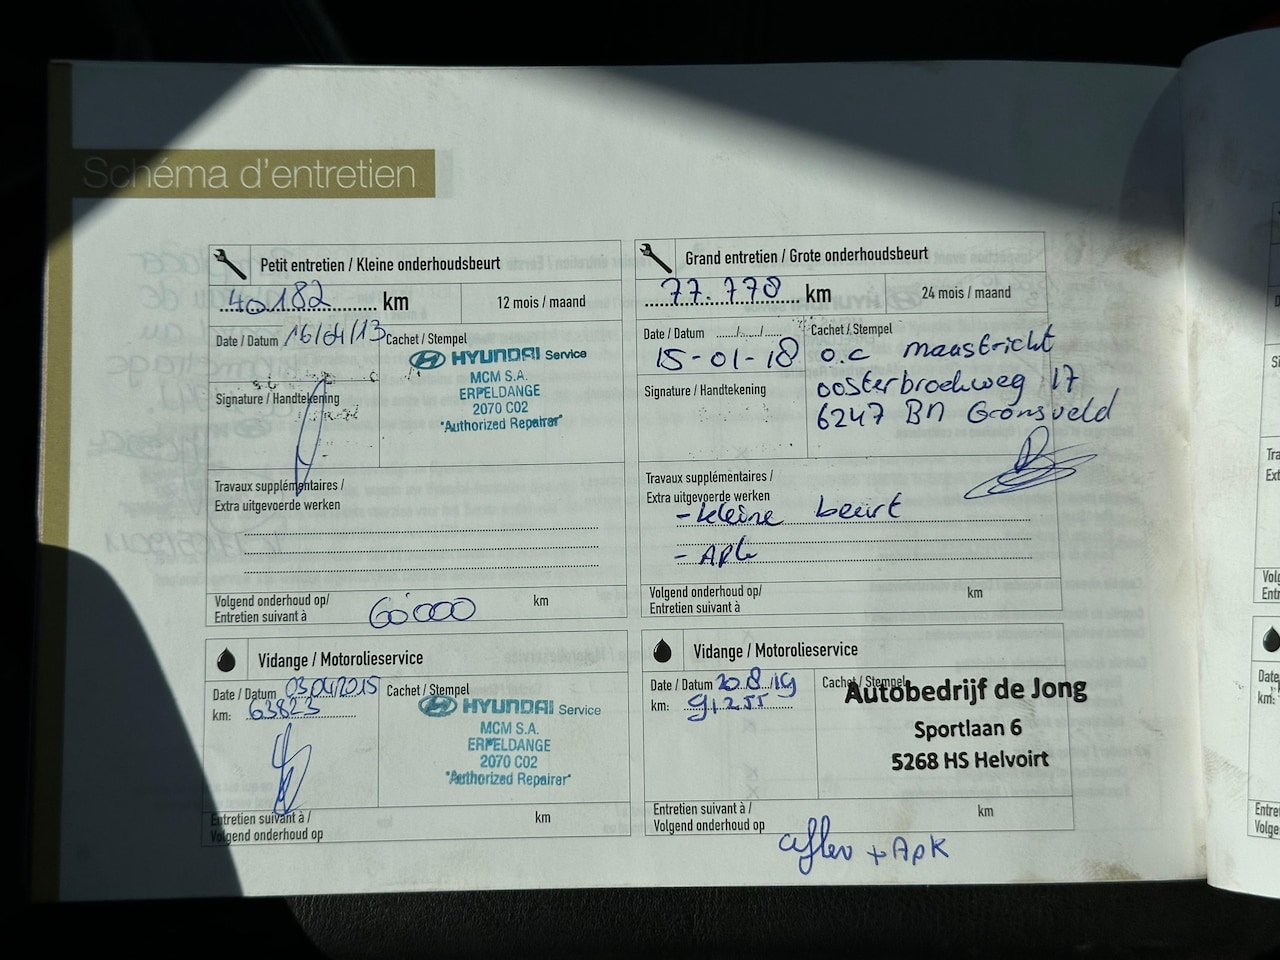 Schéma d'entretien
Petit entretien / Kleine onderhoudsbeurt
40182 km
12 mois / maand
Date / Datum 16/04/13
Cachet / Stempel
HYUNDAI Service
MCM S.A.
ERPELDANGE
2070 C02
"Authorized Repairer"
Signature / Handtekening
Travaux supplémentaires /
Extra uitgevoerde werken
Volgend onderhoud op/
Entretien suivant à
60'000 km
Grand entretien / Grote onderhoudsbeurt
77.778 km
24 mois / maand
Date / Datum ..../..../....
15-01-18
Cachet / Stempel
o.c maastricht
oosterbroekweg 17
6247 BN Gronsveld
Signature / Handtekening
Travaux supplémentaires /
Extra uitgevoerde werken
- kleine beurt
- APK
Volgend onderhoud op/
Entretien suivant à
km
Vidange / Motorolieservice
Date / Datum 03/04/2015
km: 63823
Cachet / Stempel
HYUNDAI Service
MCM S.A.
ERPELDANGE
2070 C02
"Authorized Repairer"
Entretien suivant à /
Volgend onderhoud op
km
Vidange / Motorolieservice
Date / Datum 20.8.19
km: 91255
Cachet / Stempel
Autobedrijf de Jong
Sportlaan 6
5268 HS Helvoirt
Entretien suivant à /
Volgend onderhoud op
km
aflev + APK